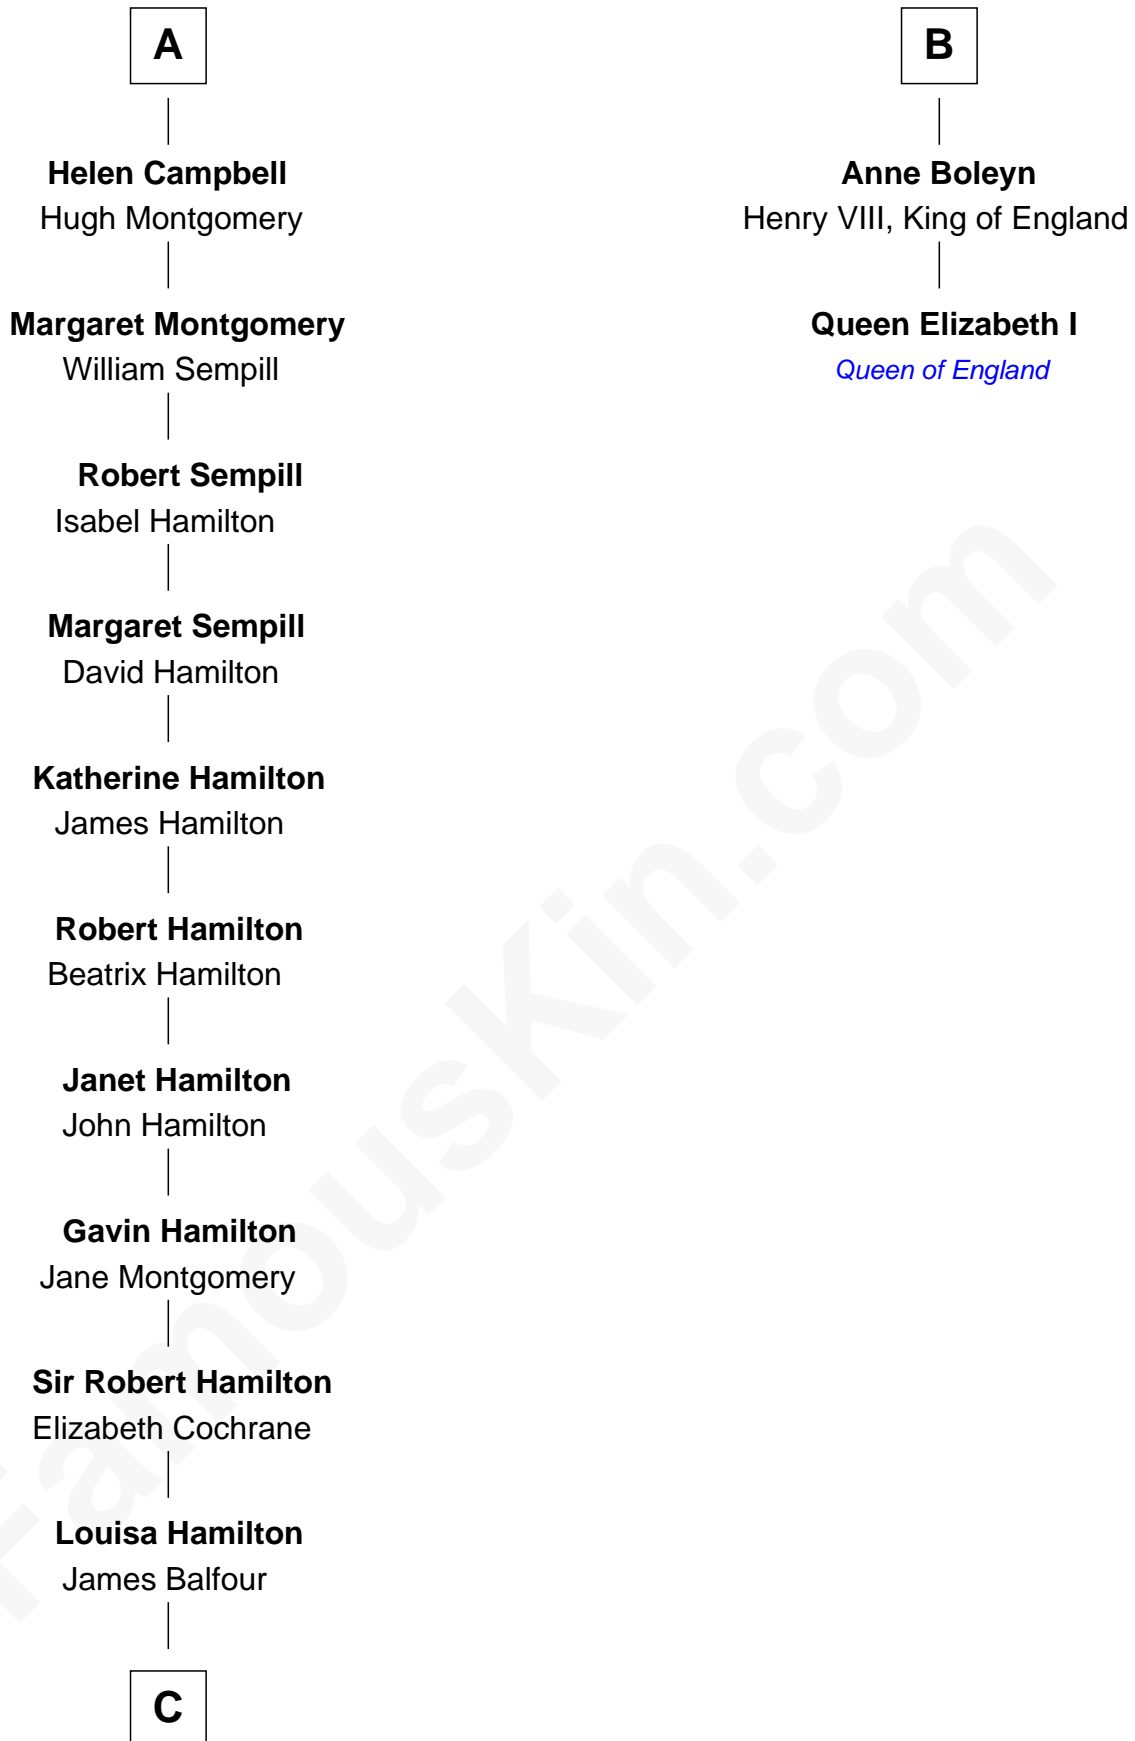 A
Helen Campbell
Hugh Montgomery
Margaret Montgomery
William Sempill
Robert Sempill
Isabel Hamilton
Margaret Sempill
David Hamilton
Katherine Hamilton
James Hamilton
Robert Hamilton
Beatrix Hamilton
Janet Hamilton
John Hamilton
Gavin Hamilton
Jane Montgomery
Sir Robert Hamilton
Elizabeth Cochrane
Louisa Hamilton
James Balfour
C
B
Anne Boleyn
Henry VIII, King of England
Queen Elizabeth I
Queen of England
FamousKin.com